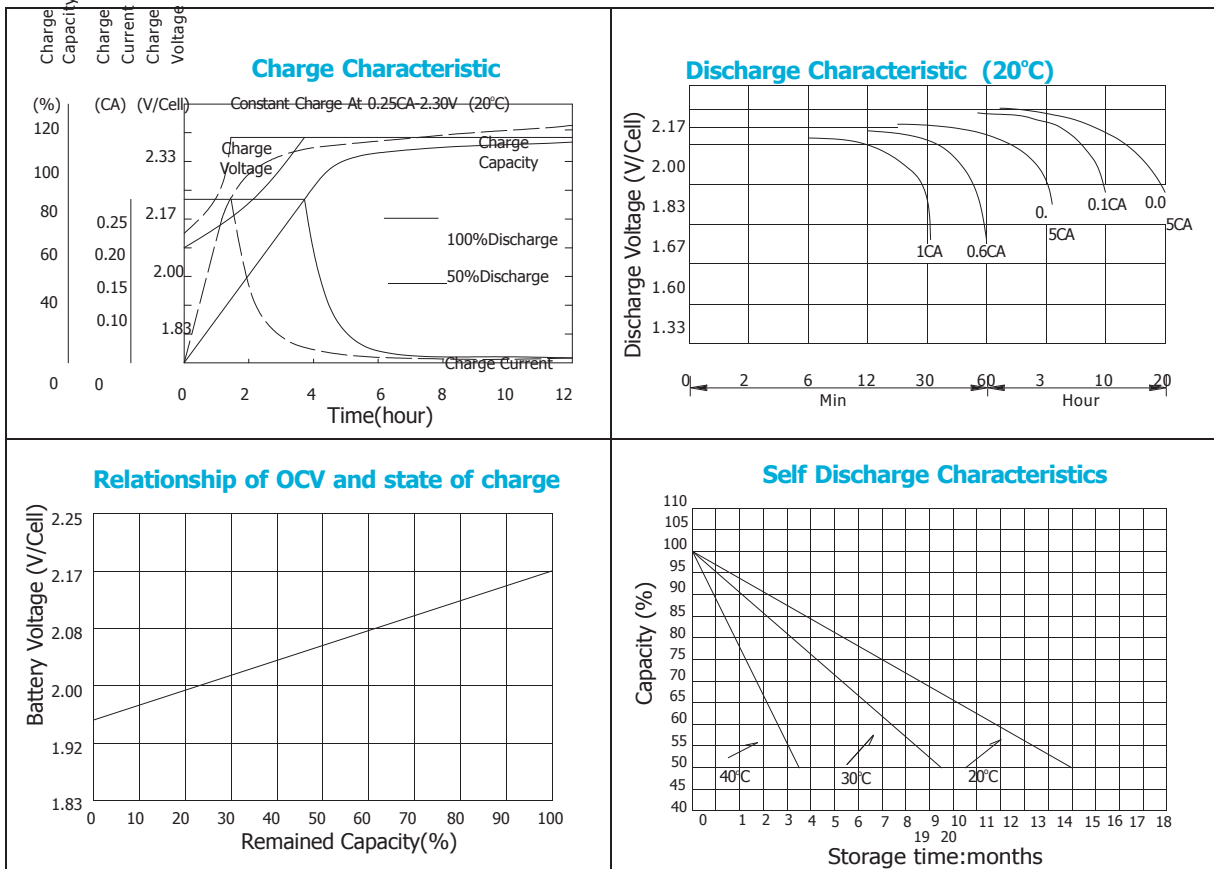 Charge
Capacity
Charge
Current
Charge
Voltage
Charge Characteristic
(%) (CA) (V/Cell) Constant Charge At 0.25CA-2.30V (20°C)
120
100
80
60
40
0
0.25
0.20
0.15
0.10
0
2.33
2.17
2.00
1.83
Charge
Voltage
Charge
Capacity
100%Discharge
50%Discharge
Charge Current
0 2 4 6 8 10 12
Time(hour)
Discharge Characteristic (20°C)
Discharge Voltage (V/Cell)
2.17
2.00
1.83
1.67
1.60
1.33
1CA
0.6CA
0.
5CA
0.1CA
0.0
5CA
0 2 6 12 30 60 3 10 20
Min Hour
Relationship of OCV and state of charge
Battery Voltage (V/Cell)
2.25
2.17
2.08
2.00
1.92
1.83
0 10 20 30 40 50 60 70 80 90 100
Remained Capacity(%)
Self Discharge Characteristics
Capacity (%)
110
105
100
95
90
85
80
75
70
65
60
55
50
45
40
40°C 30°C 20°C
0 1 2 3 4 5 6 7 8 9 10 11 12 13 14 15 16 17 18
19 20
Storage time:months